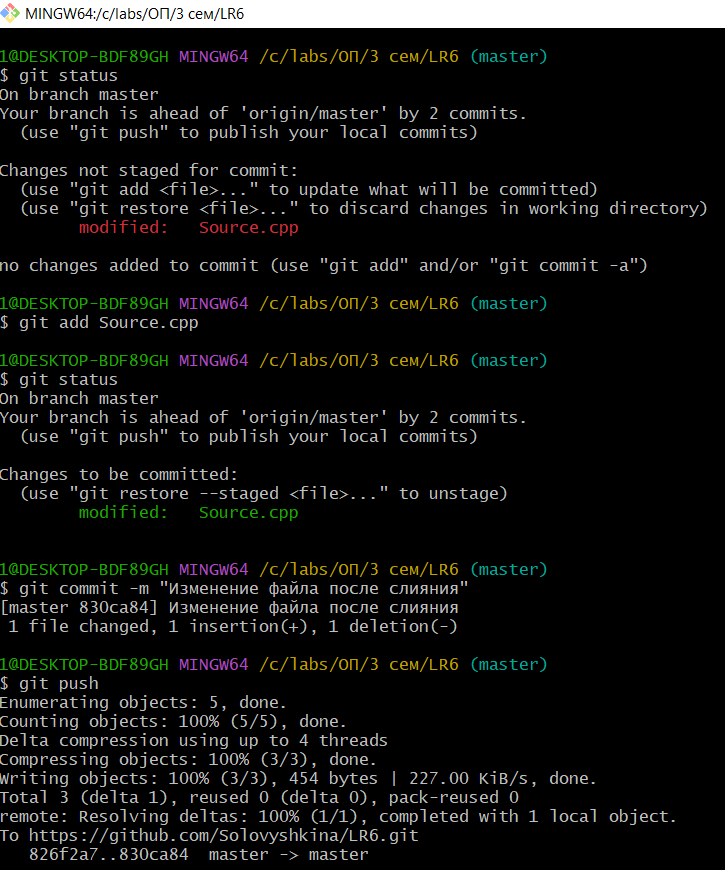 MINGW64:/c/labs/ОП/3 сем/LR6
1@DESKTOP-BDF89GH MINGW64 /c/labs/ОП/3 сем/LR6 (master)
$ git status
On branch master
Your branch is ahead of 'origin/master' by 2 commits.
  (use "git push" to publish your local commits)

Changes not staged for commit:
  (use "git add <file>..." to update what will be committed)
  (use "git restore <file>..." to discard changes in working directory)
        modified:   Source.cpp

no changes added to commit (use "git add" and/or "git commit -a")

1@DESKTOP-BDF89GH MINGW64 /c/labs/ОП/3 сем/LR6 (master)
$ git add Source.cpp

1@DESKTOP-BDF89GH MINGW64 /c/labs/ОП/3 сем/LR6 (master)
$ git status
On branch master
Your branch is ahead of 'origin/master' by 2 commits.
  (use "git push" to publish your local commits)

Changes to be committed:
  (use "git restore --staged <file>..." to unstage)
        modified:   Source.cpp


1@DESKTOP-BDF89GH MINGW64 /c/labs/ОП/3 сем/LR6 (master)
$ git commit -m "Изменение файла после слияния"
[master 830ca84] Изменение файла после слияния
 1 file changed, 1 insertion(+), 1 deletion(-)

1@DESKTOP-BDF89GH MINGW64 /c/labs/ОП/3 сем/LR6 (master)
$ git push
Enumerating objects: 5, done.
Counting objects: 100% (5/5), done.
Delta compression using up to 4 threads
Compressing objects: 100% (3/3), done.
Writing objects: 100% (3/3), 454 bytes | 227.00 KiB/s, done.
Total 3 (delta 1), reused 0 (delta 0), pack-reused 0
remote: Resolving deltas: 100% (1/1), completed with 1 local object.
To https://github.com/Solovyshkina/LR6.git
   826f2a7..830ca84  master -> master